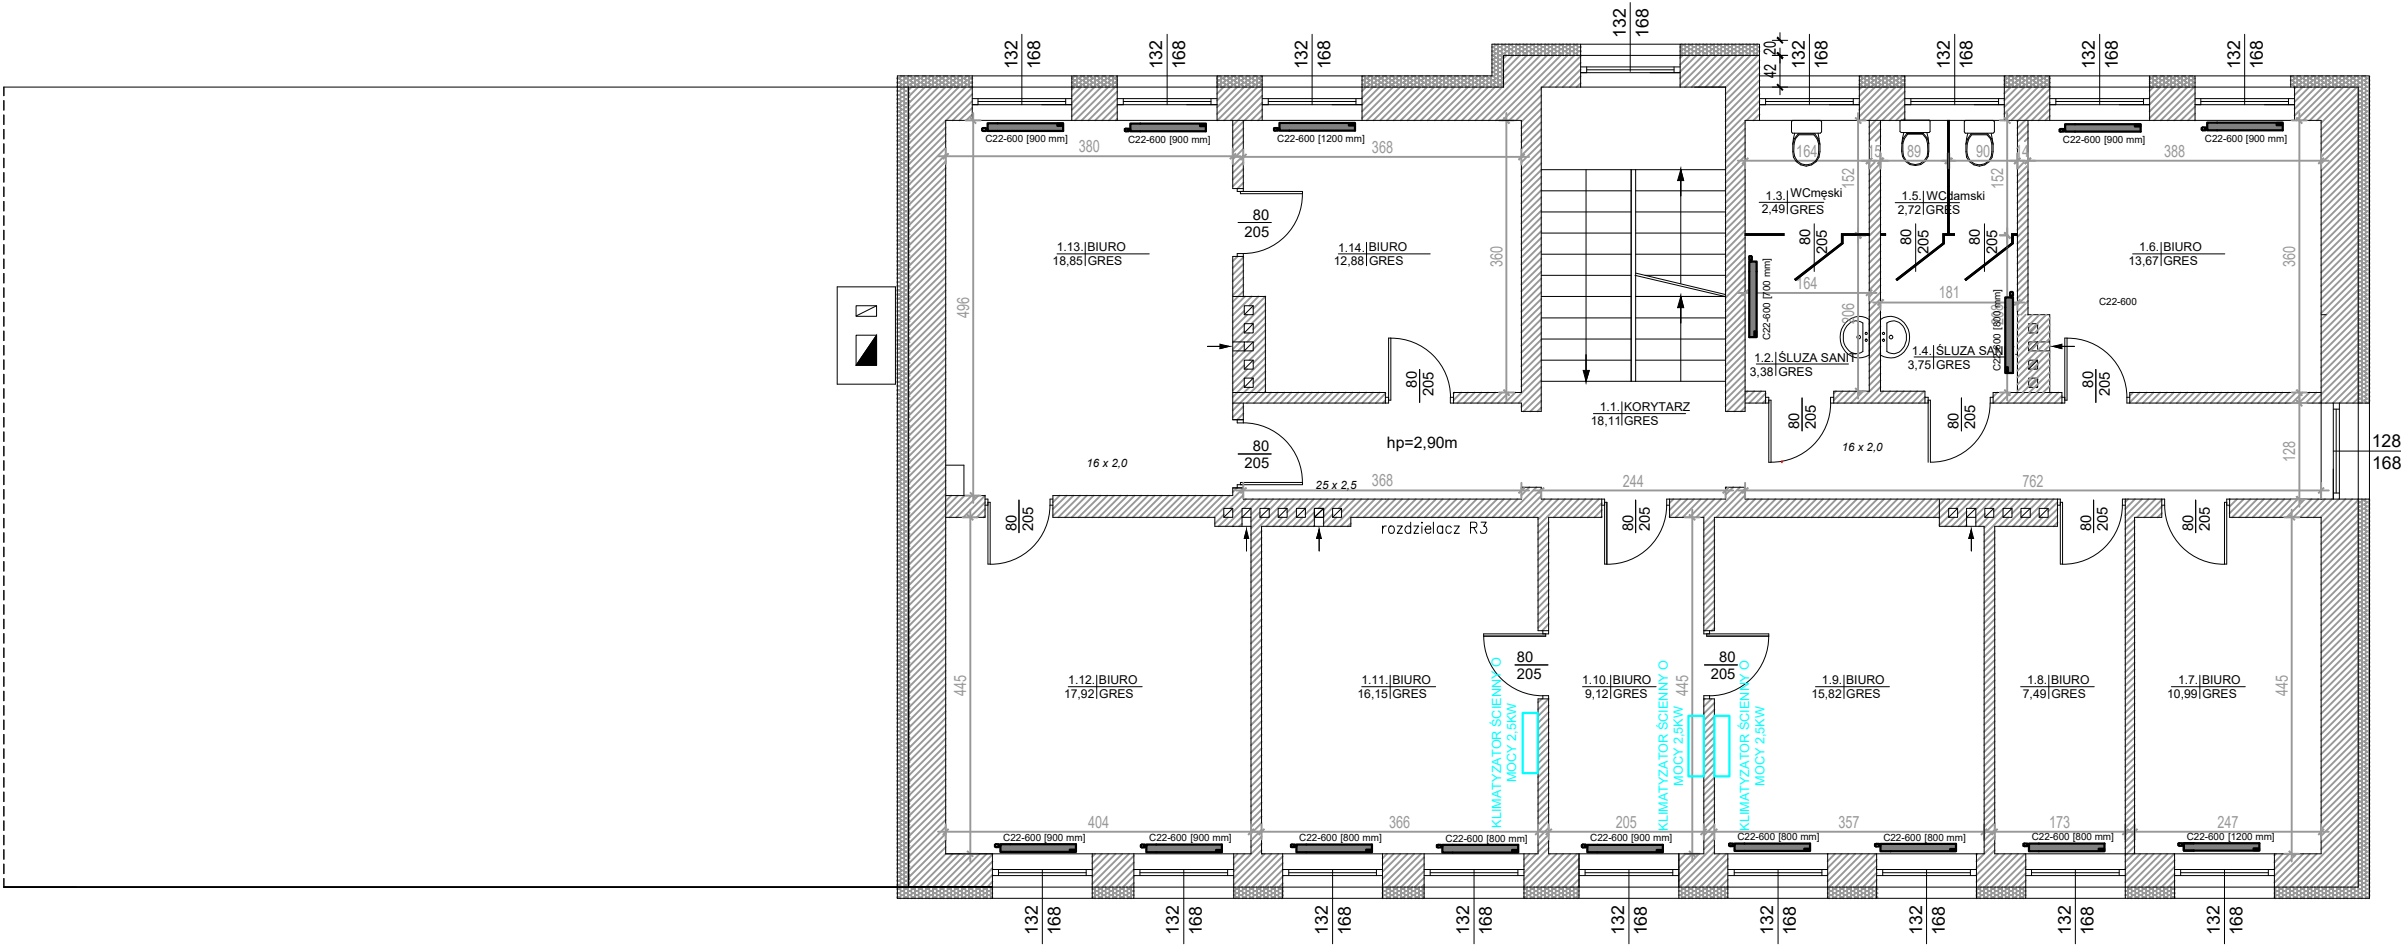 132
168
132
168
132
168
132
168
20
42
132
168
132
168
132
168
132
168
C22-600 [900 mm]
C22-600 [900 mm]
C22-600 [1200 mm]
C22-600 [900 mm]
C22-600 [900 mm]
380
368
164
15
89
90
14
388
152
152
1.3. WCmęski
2,49 GRES
1.5. WCdamski
2,72 GRES
80
205
80
205
80
205
80
205
1.13. BIURO
18,85 GRES
1.14. BIURO
12,88 GRES
360
1.6. BIURO
13,67 GRES
360
C22-600 [700 mm]
164
181
C22-600 [800 mm]
C22-600
496
306
1.2. ŚLUZA SANIT
3,38 GRES
1.4. ŚLUZA SAN
3,75 GRES
80
205
80
205
80
205
80
205
1.1. KORYTARZ
18,11 GRES
hp=2,90m
80
205
16 x 2,0
16 x 2,0
128
128
168
25 x 2,5
368
244
762
80
205
rozdzielacz R3
80
205
80
205
80
205
80
205
80
205
445
1.12. BIURO
17,92 GRES
1.11. BIURO
16,15 GRES
1.10. BIURO
9,12 GRES
445
1.9. BIURO
15,82 GRES
1.8. BIURO
7,49 GRES
1.7. BIURO
10,99 GRES
445
KLIMATYZATOR ŚCIENNY O
MOCY 2,5KW
KLIMATYZATOR ŚCIENNY O
MOCY 2,5KW
KLIMATYZATOR ŚCIENNY O
MOCY 2,5KW
404
366
205
357
173
247
C22-600 [900 mm]
C22-600 [900 mm]
C22-600 [800 mm]
C22-600 [800 mm]
C22-600 [900 mm]
C22-600 [800 mm]
C22-600 [800 mm]
C22-600 [800 mm]
C22-600 [1200 mm]
132
168
132
168
132
168
132
168
132
168
132
168
132
168
132
168
132
168